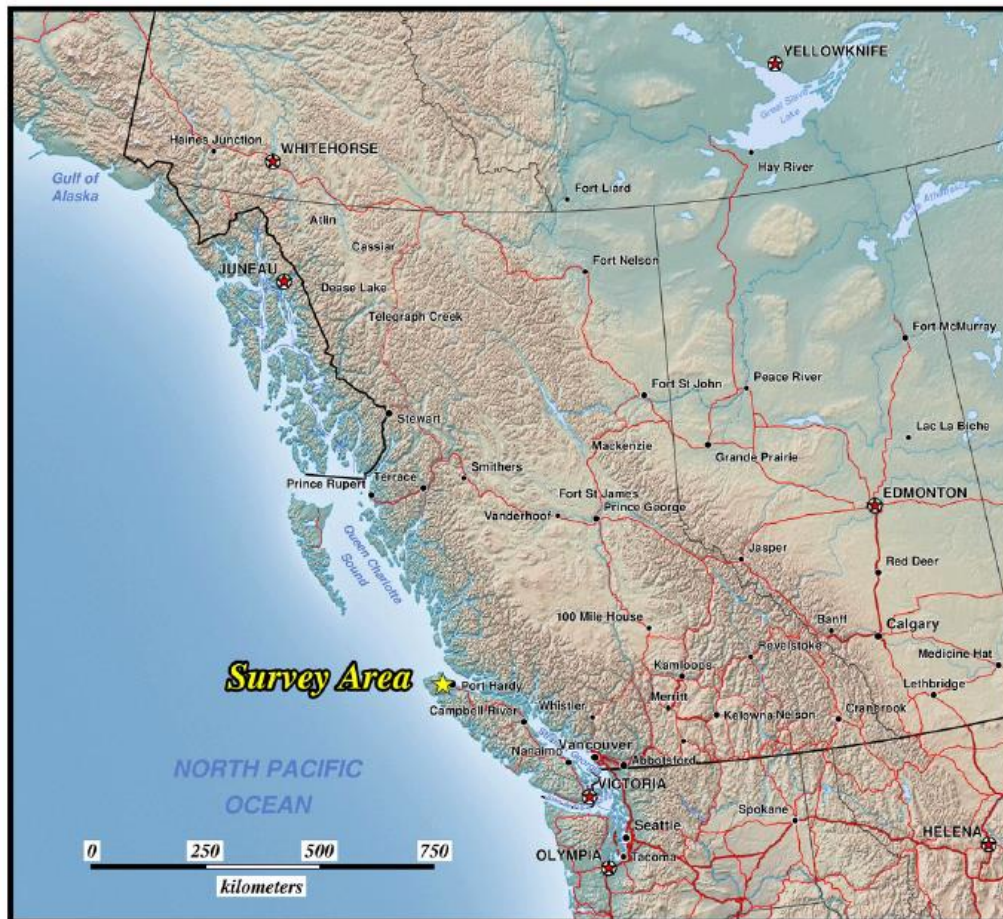 YELLOWKNIFE
Great Slave
Lake
Haines Junction
WHITEHORSE
Hay River
Gulf of
Alaska
Fort Liard
Lake Athabasca
Atlin
Cassiar
JUNEAU
Fort Nelson
Dease Lake
Telegraph Creek
Fort McMurray
Fort St John
Peace River
Stewart
Mackenzie
Lac La Biche
Grande Prairie
Smithers
Prince Rupert
Terrace
Fort St James
EDMONTON
Vanderhoof
Prince George
Queen Charlotte
Sound
Jasper
Red Deer
100 Mile House
Banff
Calgary
Revelstoke
Medicine Hat
Survey Area
Kamloops
Port Hardy
Merritt
Lethbridge
Campbell River
Whistler
Kelowna
Nelson
Cranbrook
Nanaimo
Vancouver
Abbotsford
NORTH PACIFIC
OCEAN
VICTORIA
Spokane
Seattle
HELENA
0 250 500 750
OLYMPIA
Tacoma
kilometers